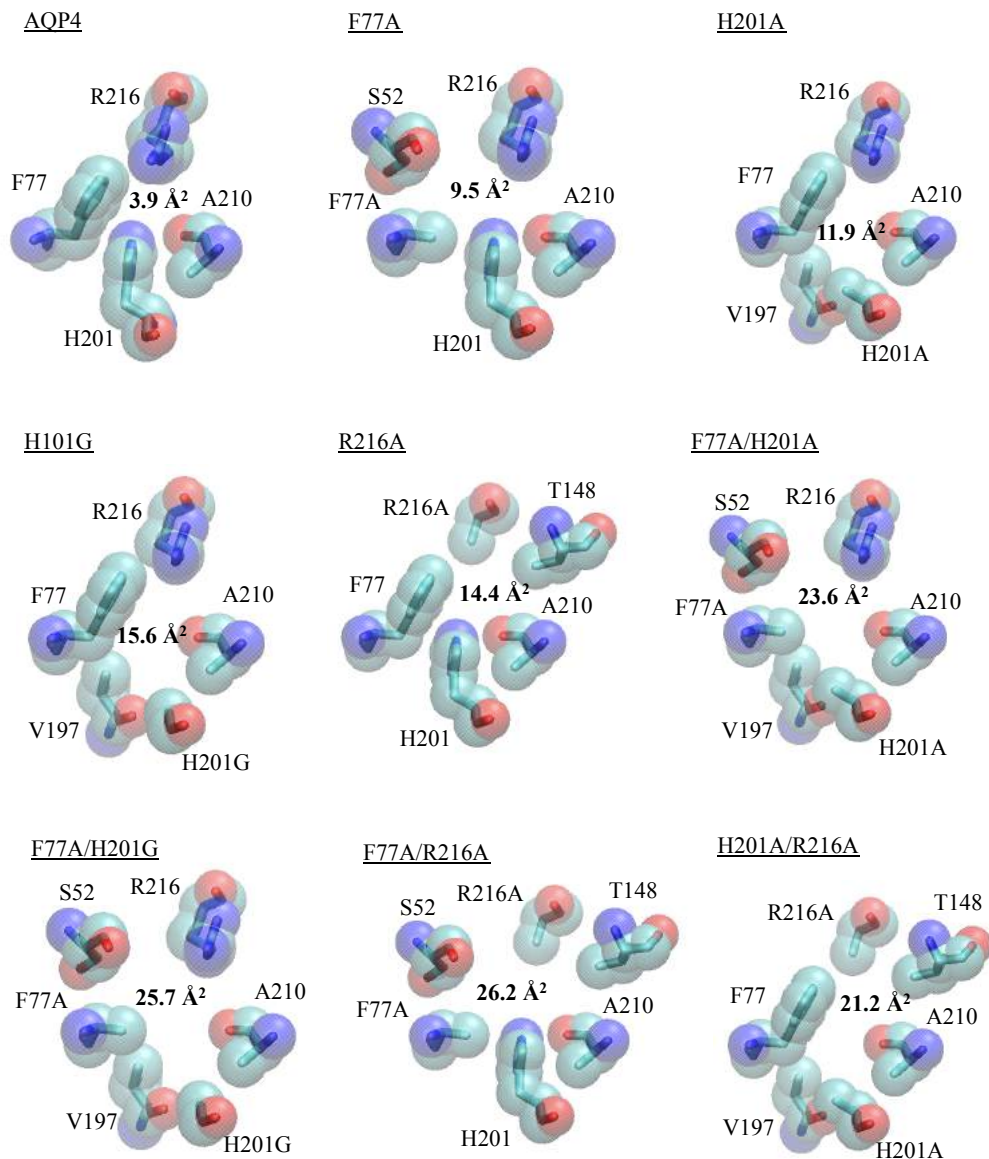 AQP4
R216
F77
3.9 Å²
A210
H201
F77A
S52
R216
9.5 Å²
A210
F77A
H201
H201A
R216
F77
11.9 Å²
A210
V197
H201A
H101G
R216
F77
A210
15.6 Å²
V197
H201G
R216A
R216A
T148
F77
14.4 Å²
A210
H201
F77A/H201A
S52
R216
23.6 Å²
F77A
A210
V197
H201A
F77A/H201G
S52
R216
F77A
25.7 Å²
A210
V197
H201G
F77A/R216A
R216A
T148
S52
26.2 Å²
F77A
A210
H201
H201A/R216A
R216A
T148
F77
21.2 Å²
A210
V197
H201A